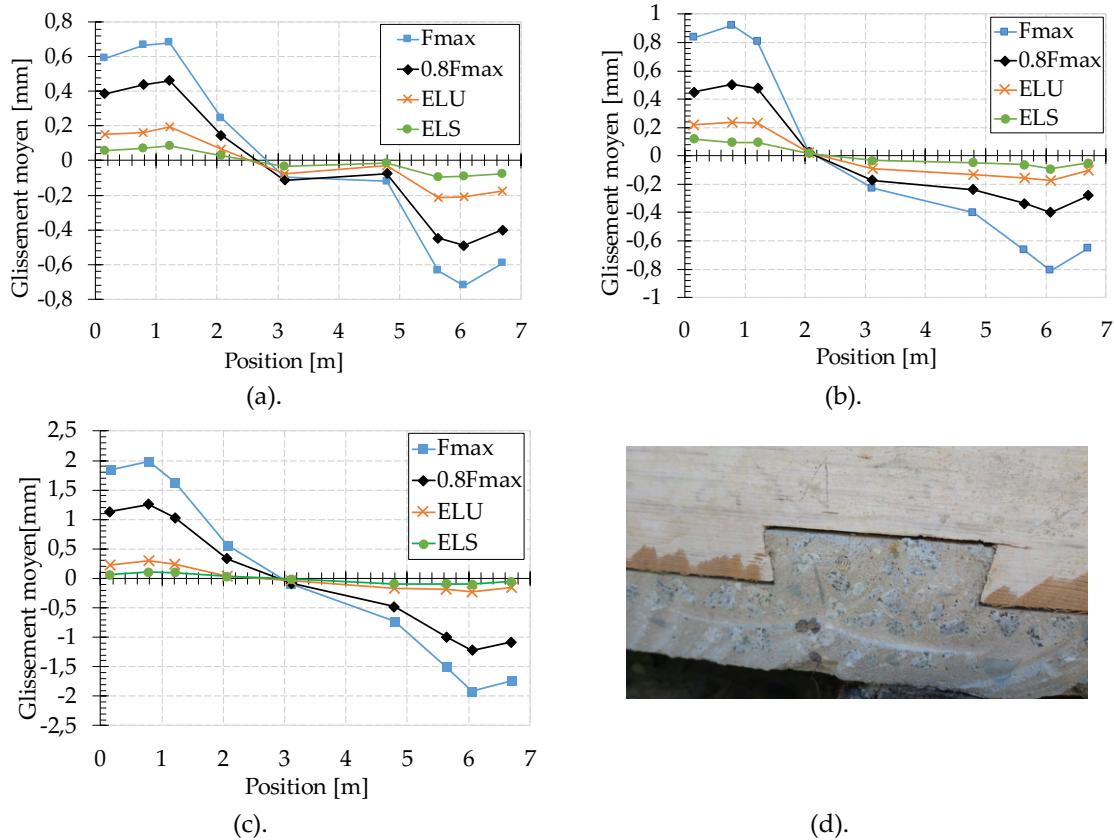 0,8
0,6
0,4
0,2
0
-0,2
-0,4
-0,6
0,8
Glissement moyen [mm]
Fmax
0.8Fmax
ELU
ELS
0 1 2 3 4 5 6 7
Position [m]
(a).
1
0,8
0,6
0,4
0,2
0
-0,2
-0,4
-0,6
-0,8
-1
Glissement moyen [mm]
Fmax
0.8Fmax
ELU
ELS
0 1 2 3 4 5 6 7
Position [m]
(b).
2,5
2
1,5
1
0,5
0
-0,5
-1
-1,5
-2
-2,5
Glissement moyen[mm]
Fmax
0.8Fmax
ELU
ELS
0 1 2 3 4 5 6 7
Position [m]
(c).
(d).